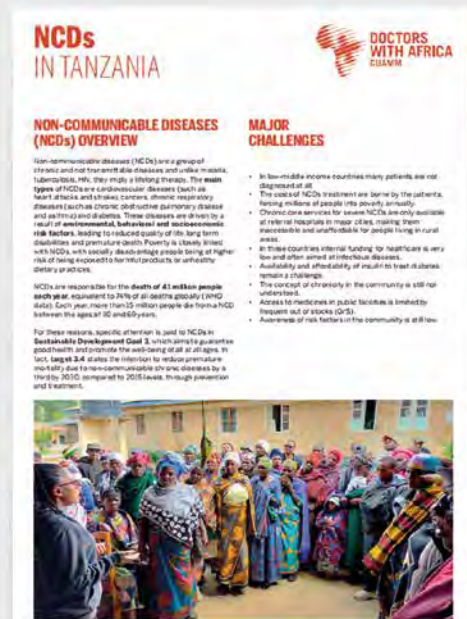 NCDs
IN TANZANIA
DOCTORS
WITH AFRICA
CUAMM
NON-COMMUNICABLE DISEASES
(NCDs) OVERVIEW
Non-communicable diseases (NCDs) are a group of
chronic and not transmittable diseases and unlike malaria,
tuberculosis, HIV, they imply a lifelong therapy. The main
types of NCDs are cardiovascular diseases (such as
heart attacks and stroke), cancers, chronic respiratory
diseases (such as chronic obstructive pulmonary disease
and asthma) and diabetes. These diseases are driven by a
result of environmental, behavioral and socioeconomic
risk factors, leading to reduced quality of life, long term
disabilities and premature death. Poverty is closely linked
with NCDs, with socially disadvantage people being at higher
risk of being exposed to harmful products or unhealthy
dietary practices.
NCDs are responsible for the death of 41 million people
each year, equivalent to 74% of all deaths globally (WHO
data). Each year, more than 15 million people die from a NCD
between the ages of 30 and 69 years.
For these reasons, specific attention is paid to NCDs in
Sustainable Development Goal 3, which aims to guarantee
good health and promote the well-being of all at all ages. In
fact, target 3.4 states the intention to reduce premature
mortality due to non-communicable chronic diseases by a
third by 2030, compared to 2015 levels, through prevention
and treatment.
MAJOR
CHALLENGES
• In low-middle income countries many patients are not
diagnosed at all.
• The costs of NCDs treatment are borne by the patients,
forcing millions of people into poverty annually.
• Chronic care services for severe NCDs are only available
at referral hospitals in major cities, making them
inaccessible and unaffordable for people living in rural
areas.
• In these countries internal funding for healthcare is very
low and often aimed at infectious diseases.
• Availability and affordability of insulin to treat diabetes
remain a challenge.
• The concept of chronicity in the community is still not
understood.
• Access to medicines in public facilities is limited by
frequent out of stocks (OoS).
• Awareness of risk factors in the community is still low.